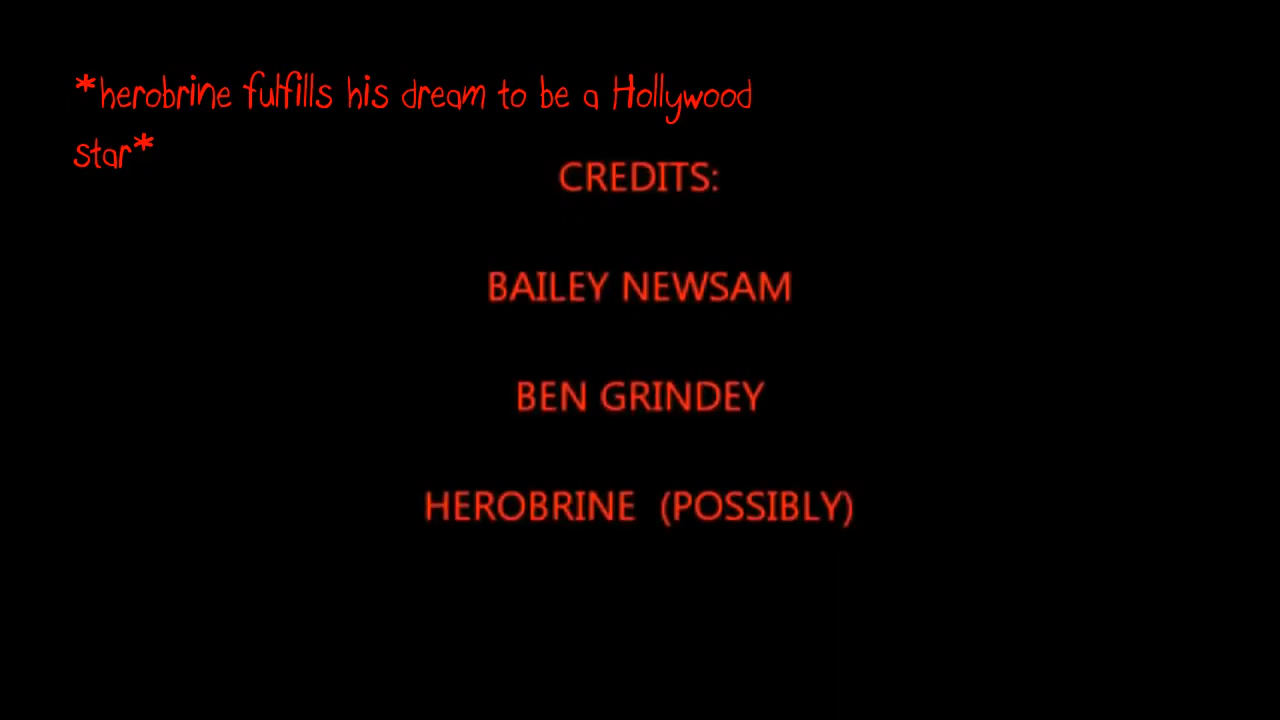 *herobrine fulfills his dream to be a Hollywood
star*
CREDITS:
BAILEY NEWSAM
BEN GRINDEY
HEROBRINE (POSSIBLY)